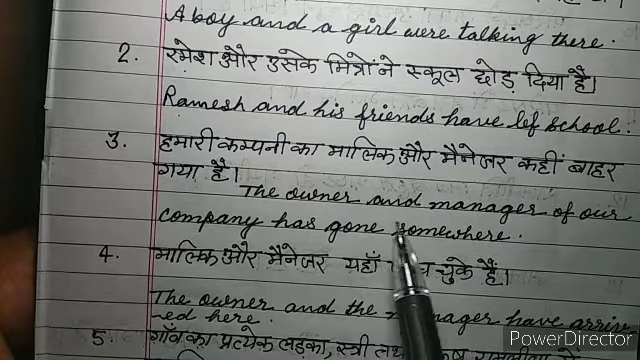 A boy and a girl were talking there.
2. रमेश और उसके मित्रों ने स्कूल छोड़ दिया है।
Ramesh and his friends have lef school.
3. हमारी कम्पनी का मालिक और मैनेजर कहीं बाहर
गया है।
The owner and manager of our
company has gone somewhere.
4. मालिक और मैनेजर यहाँ चुके हैं।
The owner and the have arriv
ed here.
5. गाँव का प्रत्येक लड़का, स्त्री
PowerDirector